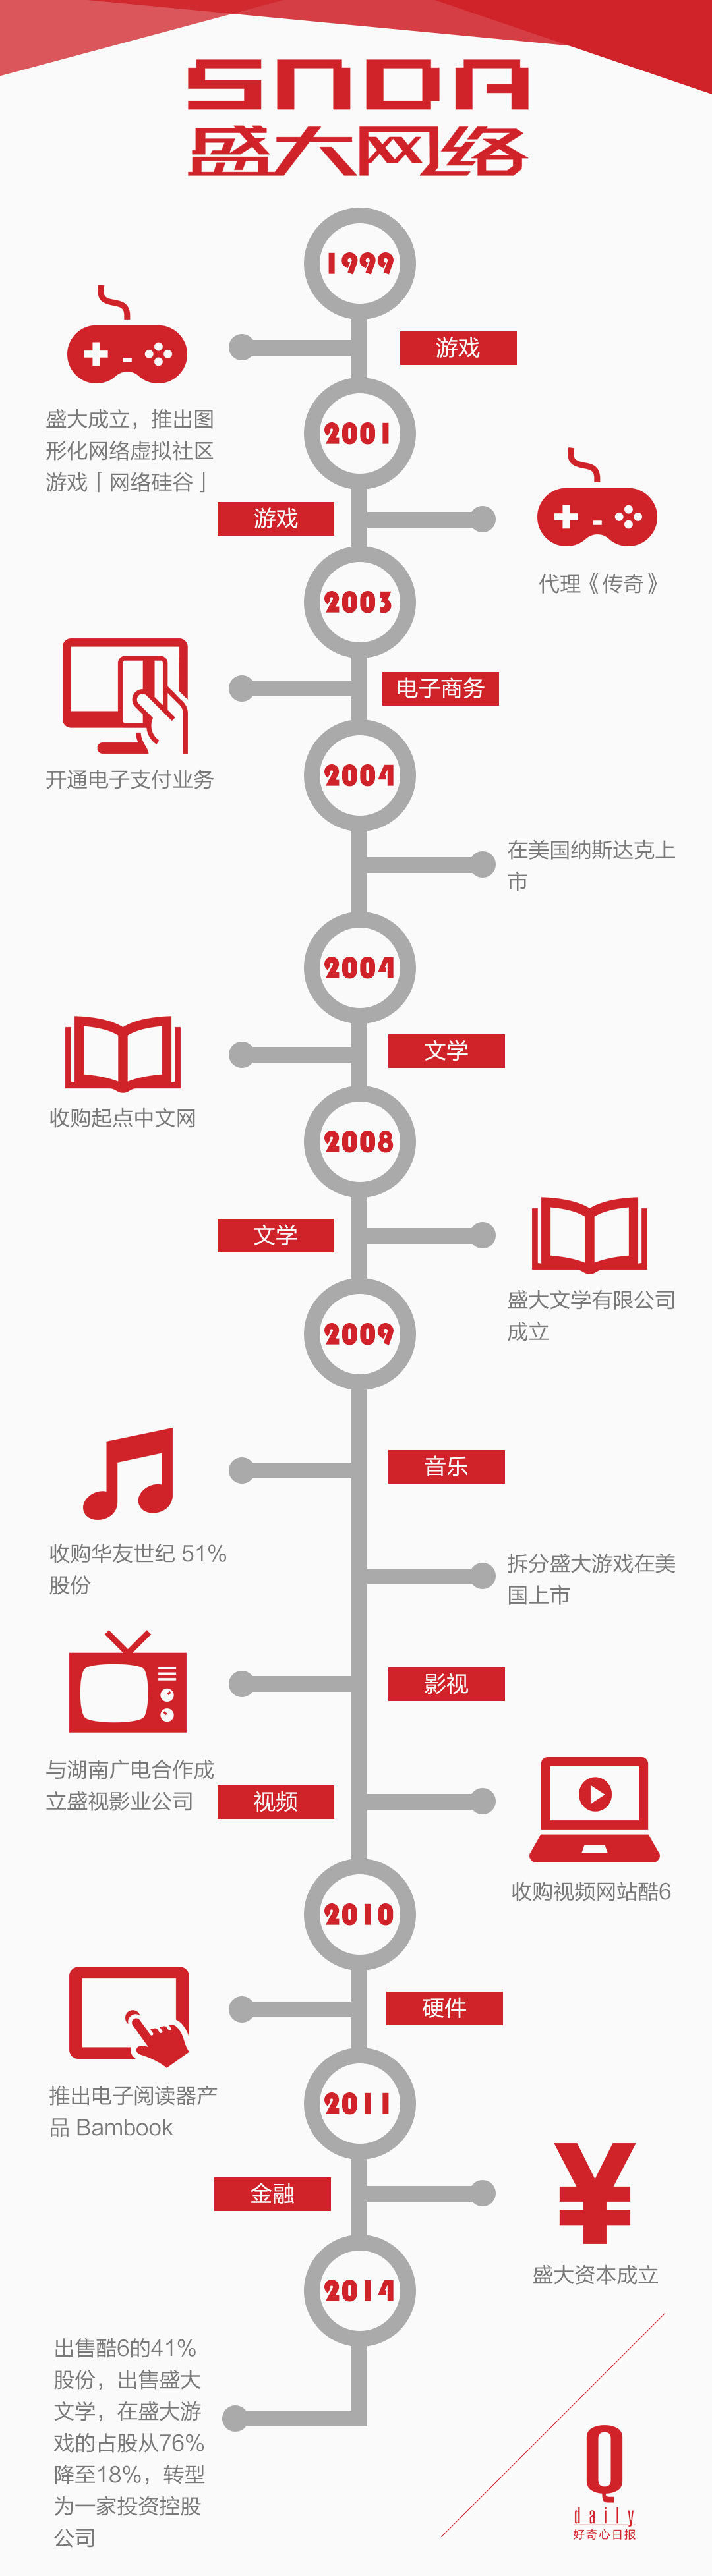 SNDA
盛大网络
1999
游戏
盛大成立，推出图
形化网络虚拟社区
游戏「网络硅谷」
2001
游戏
代理《传奇》
2003
电子商务
开通电子支付业务
2004
在美国纳斯达克上
市
2004
文学
收购起点中文网
2008
文学
盛大文学有限公司
成立
2009
音乐
收购华友世纪 51%
股份
拆分盛大游戏在美
国上市
影视
与湖南广电合作成
立盛视影业公司
视频
收购视频网站酷6
2010
硬件
推出电子阅读器产
品 Bambook
2011
金融
¥
盛大资本成立
2014
出售酷6的41%
股份，出售盛大
文学，在盛大游
戏的占股从76%
降至18%，转型
为一家投资控股
公司
Q
daily
好奇心日报